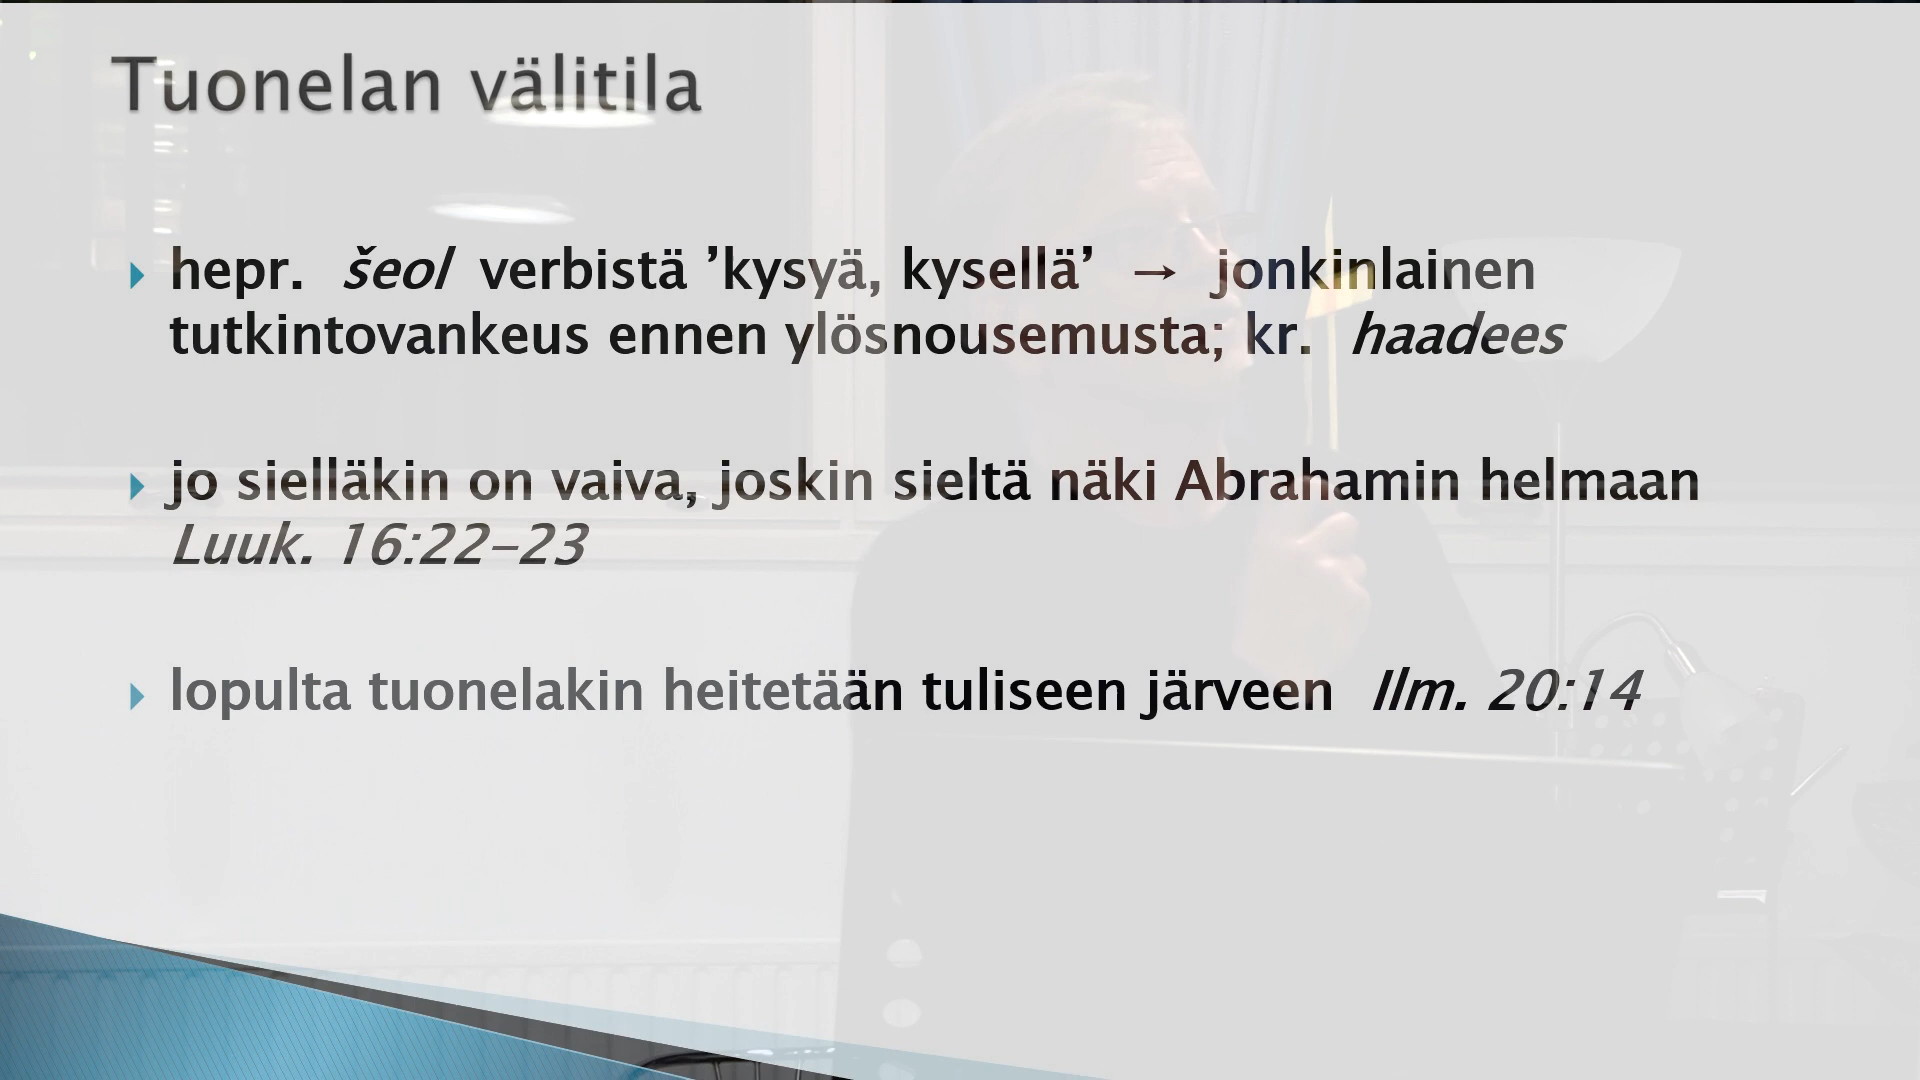 Tuonelan välitila
hepr. šeol verbistä ’kysyä, kysellä’ → jonkinlainen
tutkintovankeus ennen ylösnousemusta; kr. haadees
jo sielläkin on vaiva, joskin sieltä näki Abrahamin helmaan
Luuk. 16:22–23
lopulta tuonelakin heitetään tuliseen järveen Ilm. 20:14